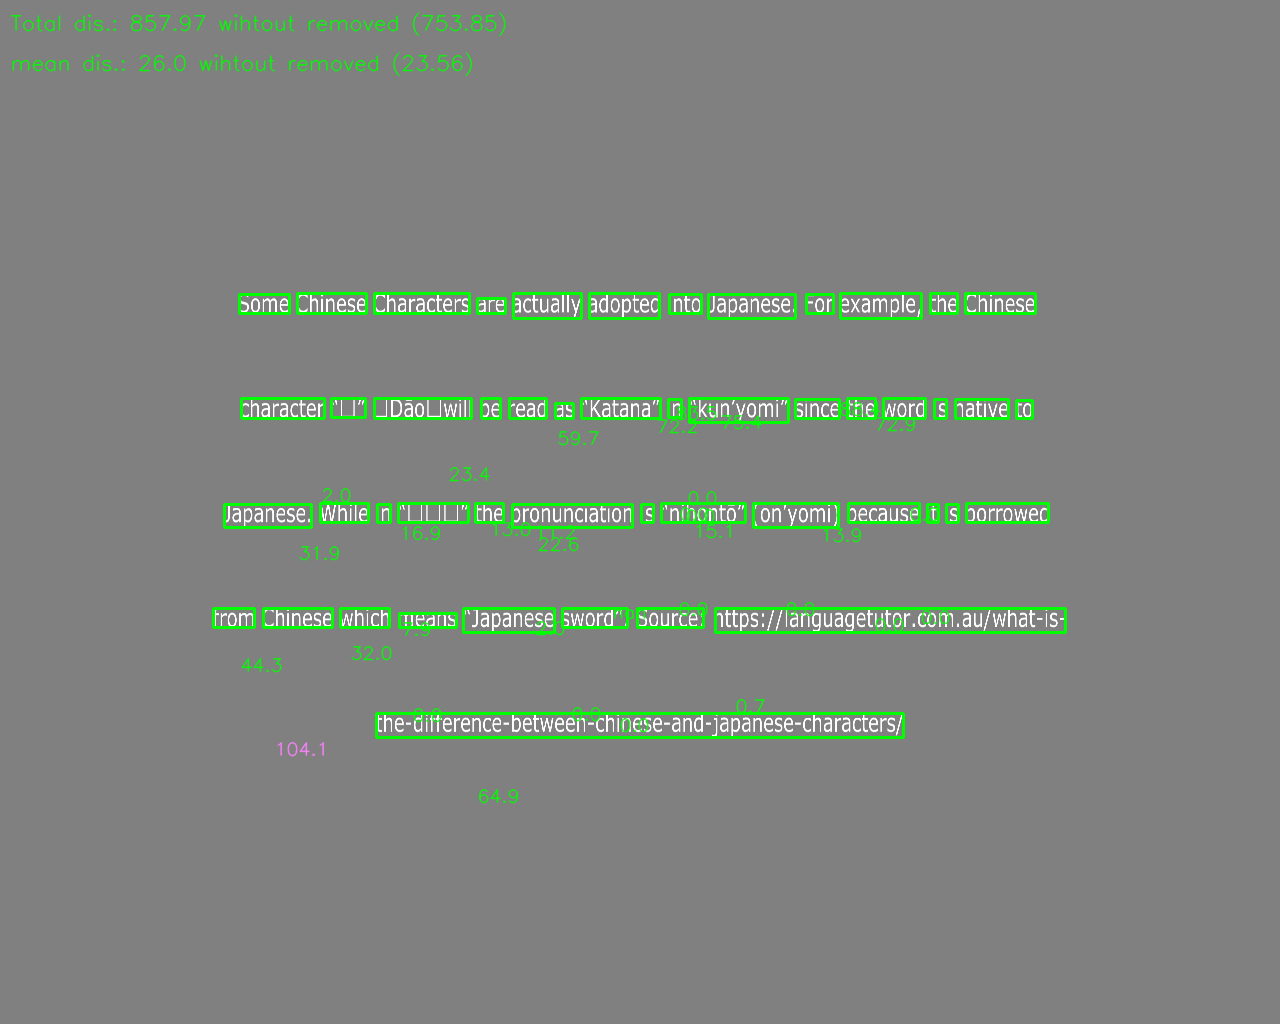 Total dis.: 857.97 wihtout removed (753.85)
mean dis.: 26.0 wihtout removed (23.56)
Some Chinese Characters are actually adopted into Japanese. For example, the Chinese
character “□” □Dāo□will be read as “Katana” in “kun’yomi” since the word is native to
59.7 72.2 75.4 72.9
23.4
2.0 0.0
Japanese. While in “□□□” the pronunciation is “nihonto” (on’yomi) because it is borrowed
16.9 13.6 11.2 15.1 13.9
31.9 22.6
from Chinese which means “Japanese sword” Source: https://languagetutor.com.au/what-is-
7.9 0.0 0.0 0.0
44.3 32.0
the-difference-between-chinese-and-japanese-characters/
0.0 0.0 0.7
104.1
64.9